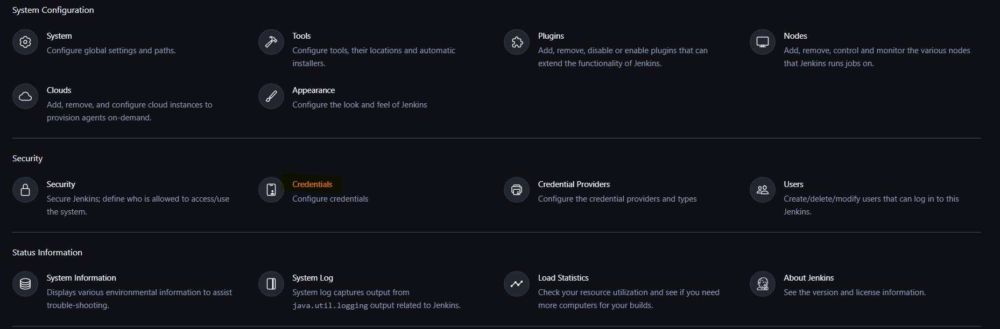 System Configuration
System
Configure global settings and paths.
Tools
Configure tools, their locations and automatic
installers.
Plugins
Add, remove, disable or enable plugins that can
extend the functionality of Jenkins.
Nodes
Add, remove, control and monitor the various nodes
that Jenkins runs jobs on.
Clouds
Add, remove, and configure cloud instances to
provision agents on-demand.
Appearance
Configure the look and feel of Jenkins
Security
Security
Secure Jenkins; define who is allowed to access/use
the system.
Credentials
Configure credentials
Credential Providers
Configure the credential providers and types
Users
Create/delete/modify users that can log in to this
Jenkins.
Status Information
System Information
Displays various environmental information to assist
trouble-shooting.
System Log
System log captures output from
java.util.logging output related to Jenkins.
Load Statistics
Check your resource utilization and see if you need
more computers for your builds.
About Jenkins
See the version and license information.